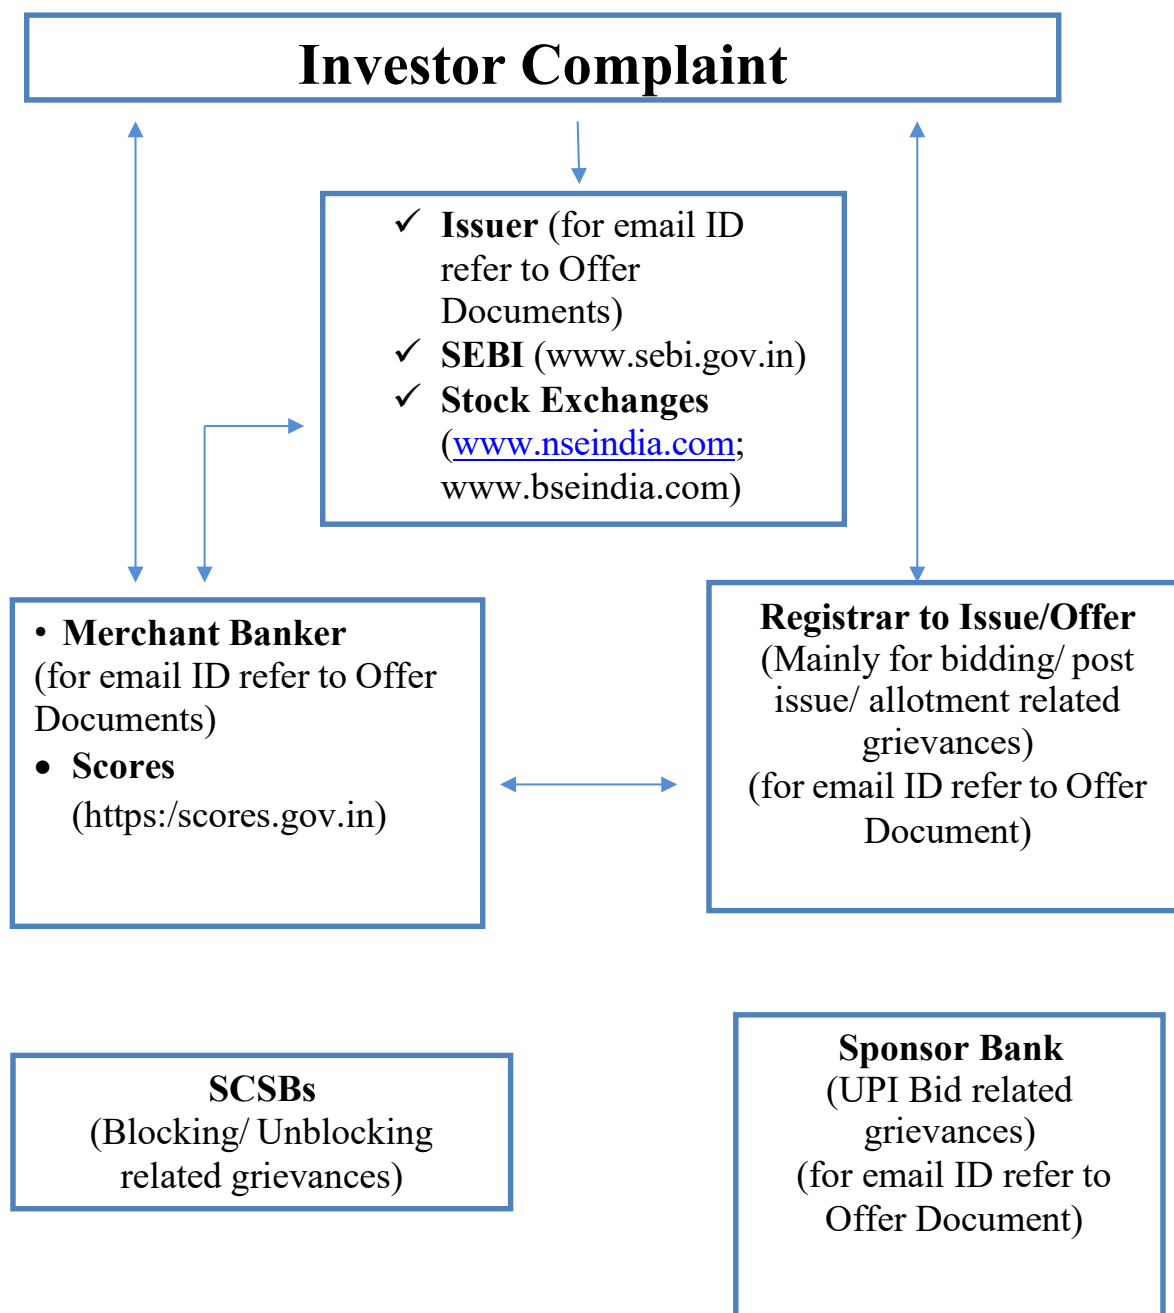 Investor Complaint
✓ Issuer (for email ID
refer to Offer
Documents)
✓ SEBI (www.sebi.gov.in)
✓ Stock Exchanges
(www.nseindia.com;
www.bseindia.com)
• Merchant Banker
(for email ID refer to Offer
Documents)
• Scores
(https:/scores.gov.in)
Registrar to Issue/Offer
(Mainly for bidding/ post
issue/ allotment related
grievances)
(for email ID refer to Offer
Document)
SCSBs
(Blocking/ Unblocking
related grievances)
Sponsor Bank
(UPI Bid related
grievances)
(for email ID refer to
Offer Document)